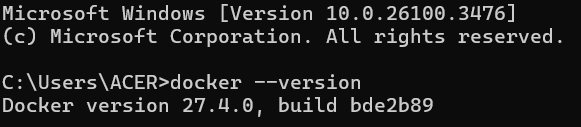 Microsoft Windows [Version 10.0.26100.3476]
(c) Microsoft Corporation. All rights reserved.
C:\Users\ACER>docker --version
Docker version 27.4.0, build bde2b89